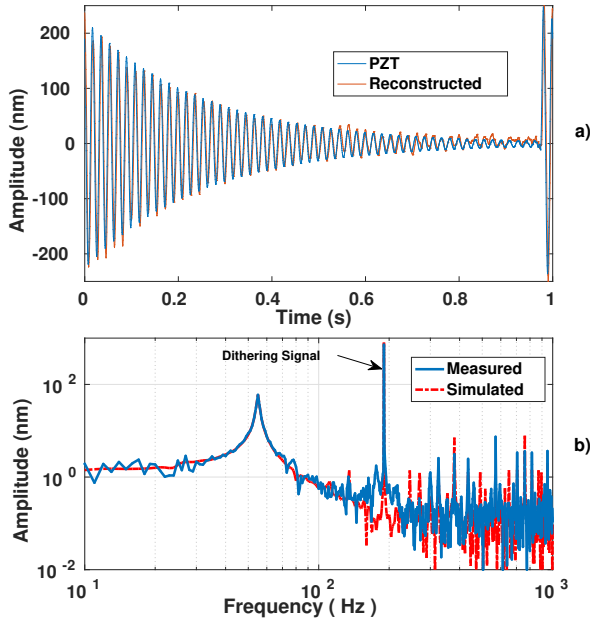 200
100
0
-100
-200
Amplitude (nm)
PZT
Reconstructed
a)
0 0.2 0.4 0.6 0.8 1
Time (s)
Dithering Signal
Measured
Simulated
b)
10^2
10^0
10^-2
Amplitude (nm)
10^1 10^2 10^3
Frequency ( Hz )